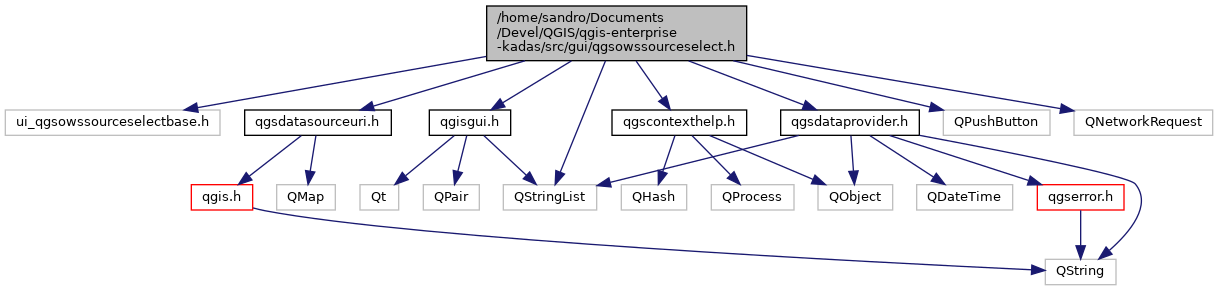 /home/sandro/Documents
/Devel/QGIS/qgis-enterprise
-kadas/src/gui/qgsowssourceselect.h
ui_qgsowssourceselectbase.h
qgsdatasourceuri.h
qgisgui.h
qgscontexthelp.h
qgsdataprovider.h
QPushButton
QNetworkRequest
qgis.h
QMap
Qt
QPair
QStringList
QHash
QProcess
QObject
QDateTime
qgserror.h
QString